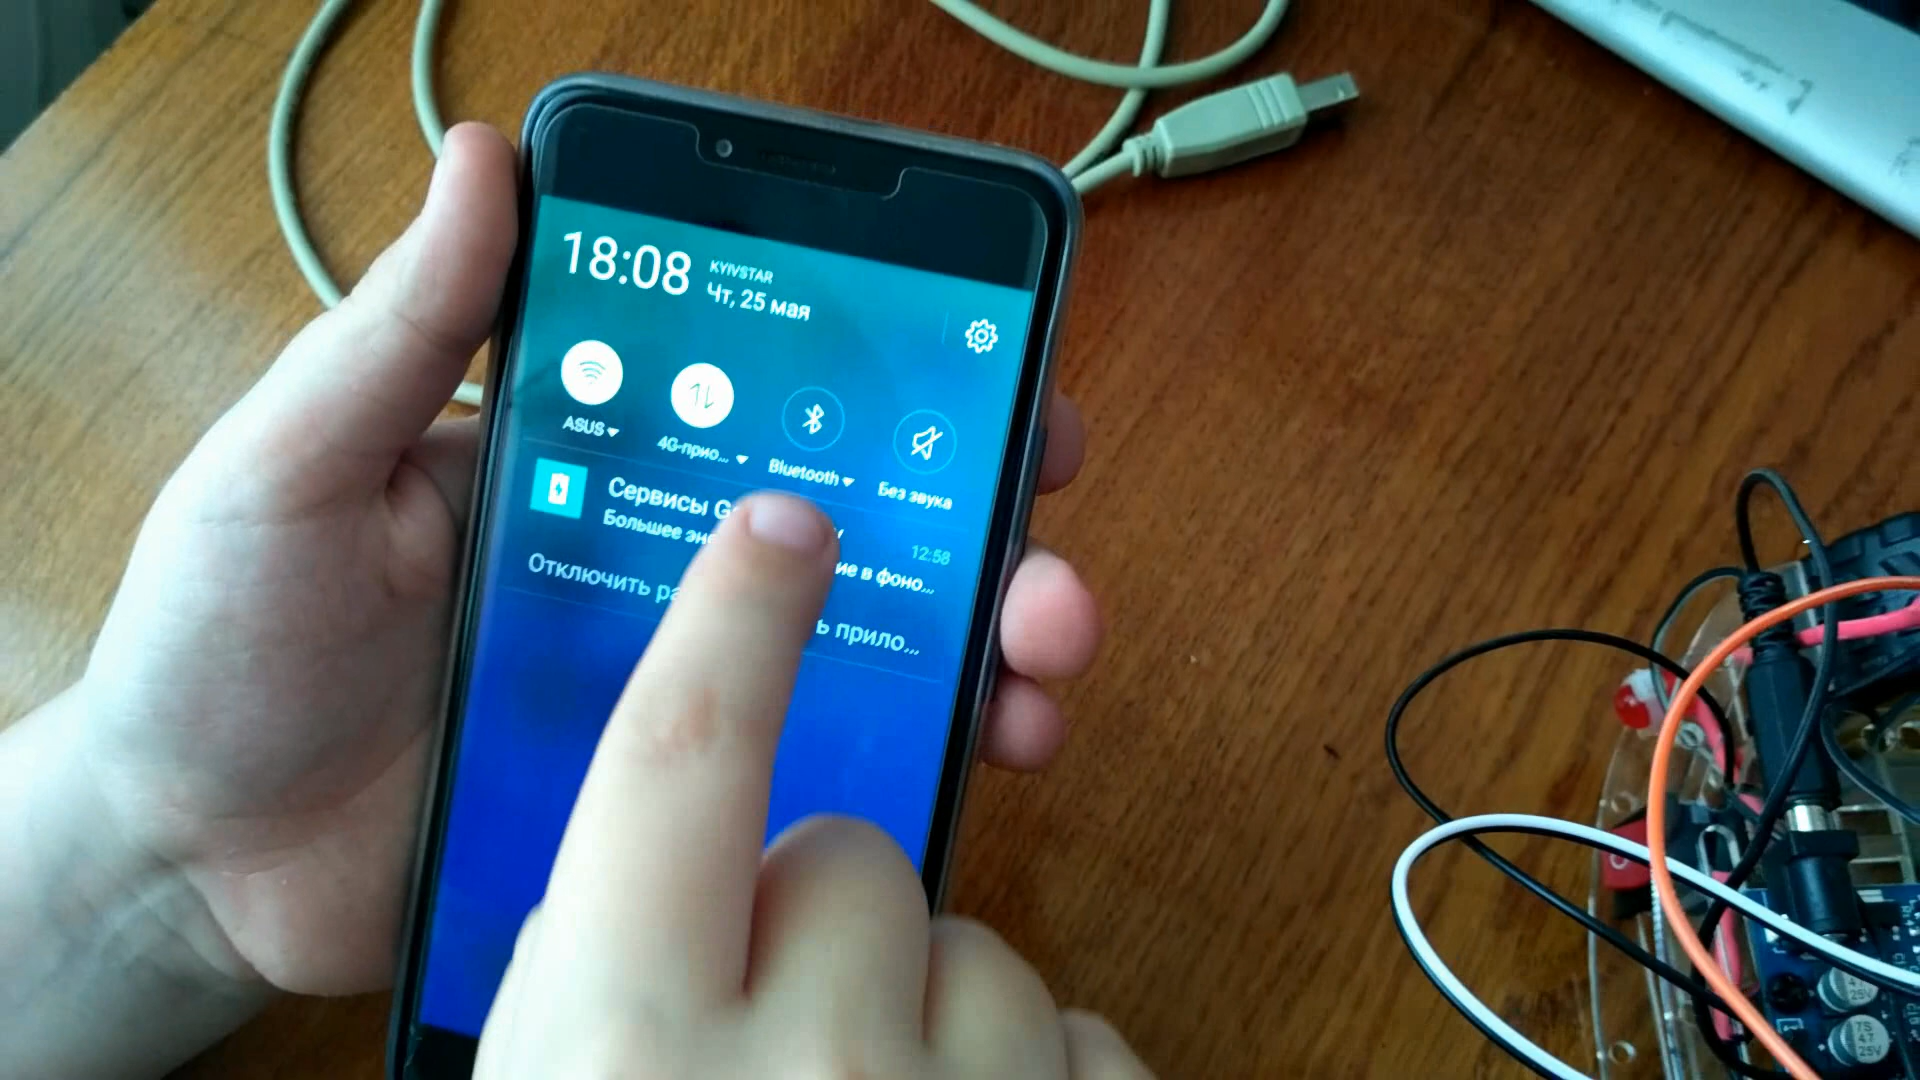 18:08
KYIVSTAR
Чт, 25 мая
ASUS
4G-прио...
Bluetooth
Без звука
Сервисы G
12:58
Большее эне ие в фоно...
Отключить ра ь прило...